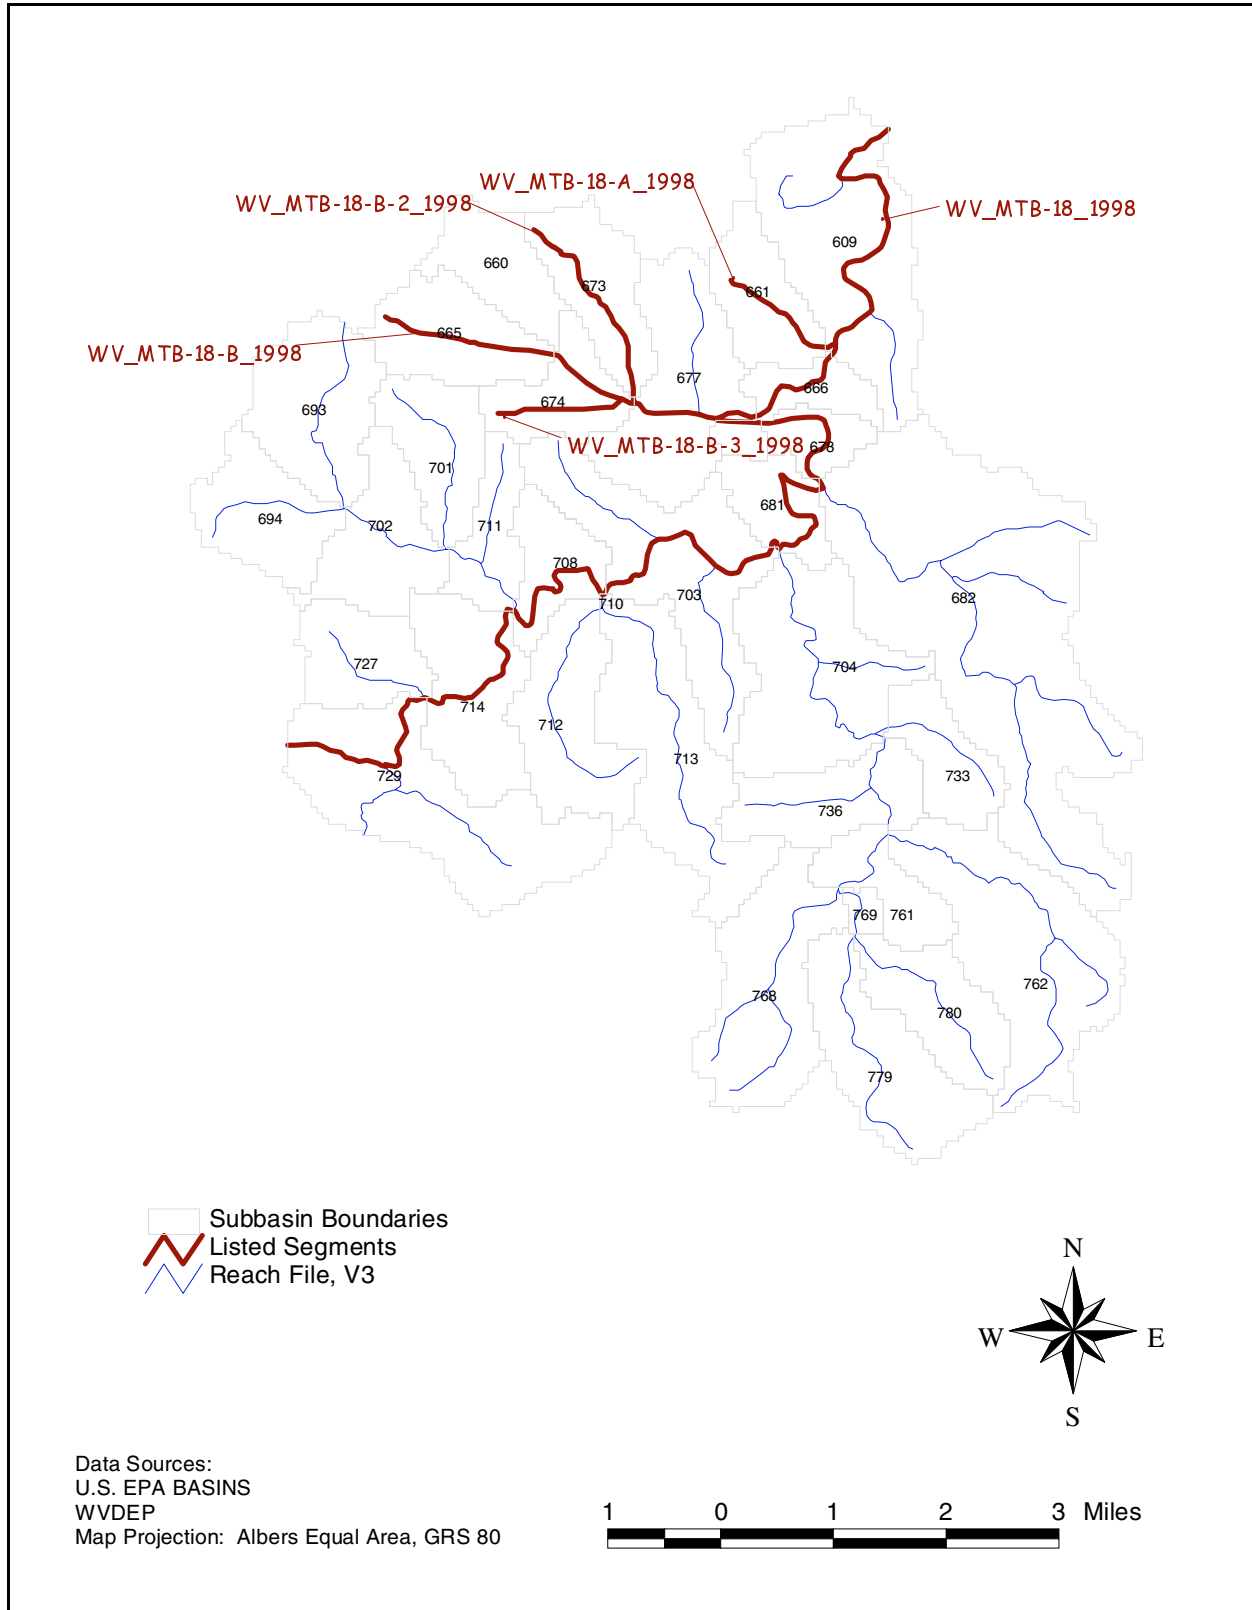 WV_MTB-18-A_1998
WV_MTB-18-B-2_1998
WV_MTB-18_1998
609
660
673
661
665
WV_MTB-18-B_1998
677
666
674
693
WV_MTB-18-B-3_1998
678
701
681
694
702
711
708
703
710
682
727
704
714
712
713
729
733
736
769
761
768
762
780
779
Subbasin Boundaries
Listed Segments
Reach File, V3
N
W
E
S
Data Sources:
U.S. EPA BASINS
WVDEP
Map Projection: Albers Equal Area, GRS 80
1 0 1 2 3 Miles